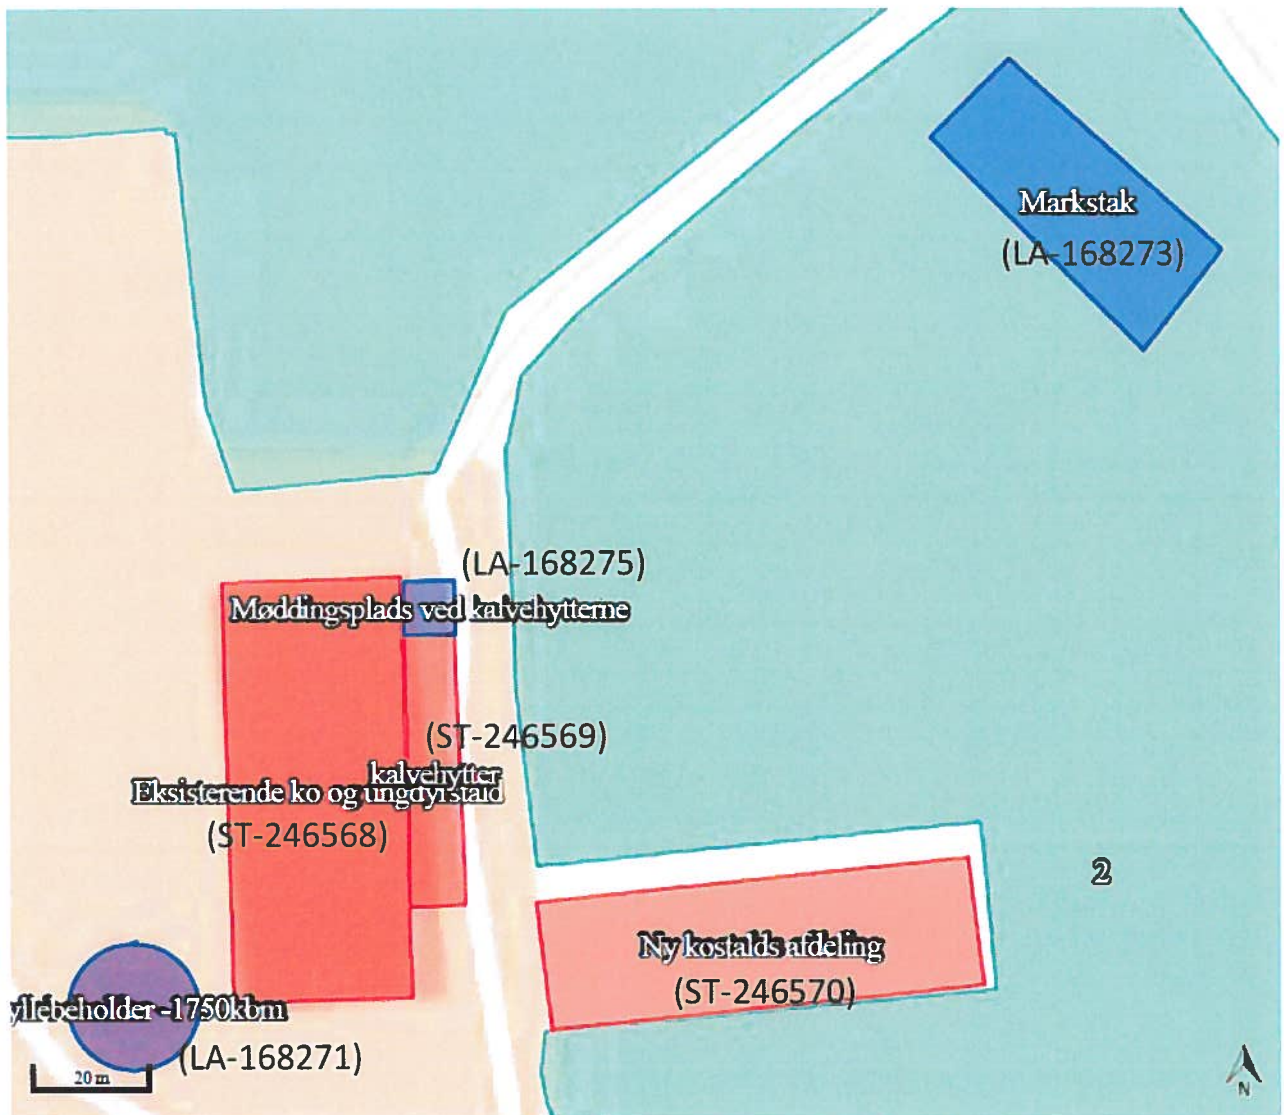 Markstak
(LA-168273)
(LA-168275)
Møddingsplads ved kalvehytterne
(ST-246569)
kalvehytter
Eksisterende ko og ungdyrstald
(ST-246568)
2
Ny kostalds afdeling
(ST-246570)
yllebeholder -1750kbm
(LA-168271)
20 m
N